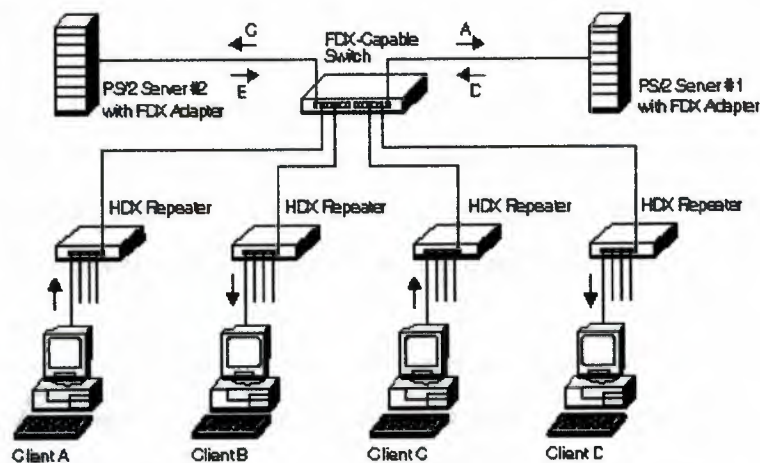 C
FDX-Capable
Switch
A
PS/2 Server #2
with FDX Adapter
E
D
PS/2 Server #1
with FDX Adapter
HDX Repeater
HDX Repeater
HDX Repeater
HDX Repeater
Client A
Client B
Client C
Client D